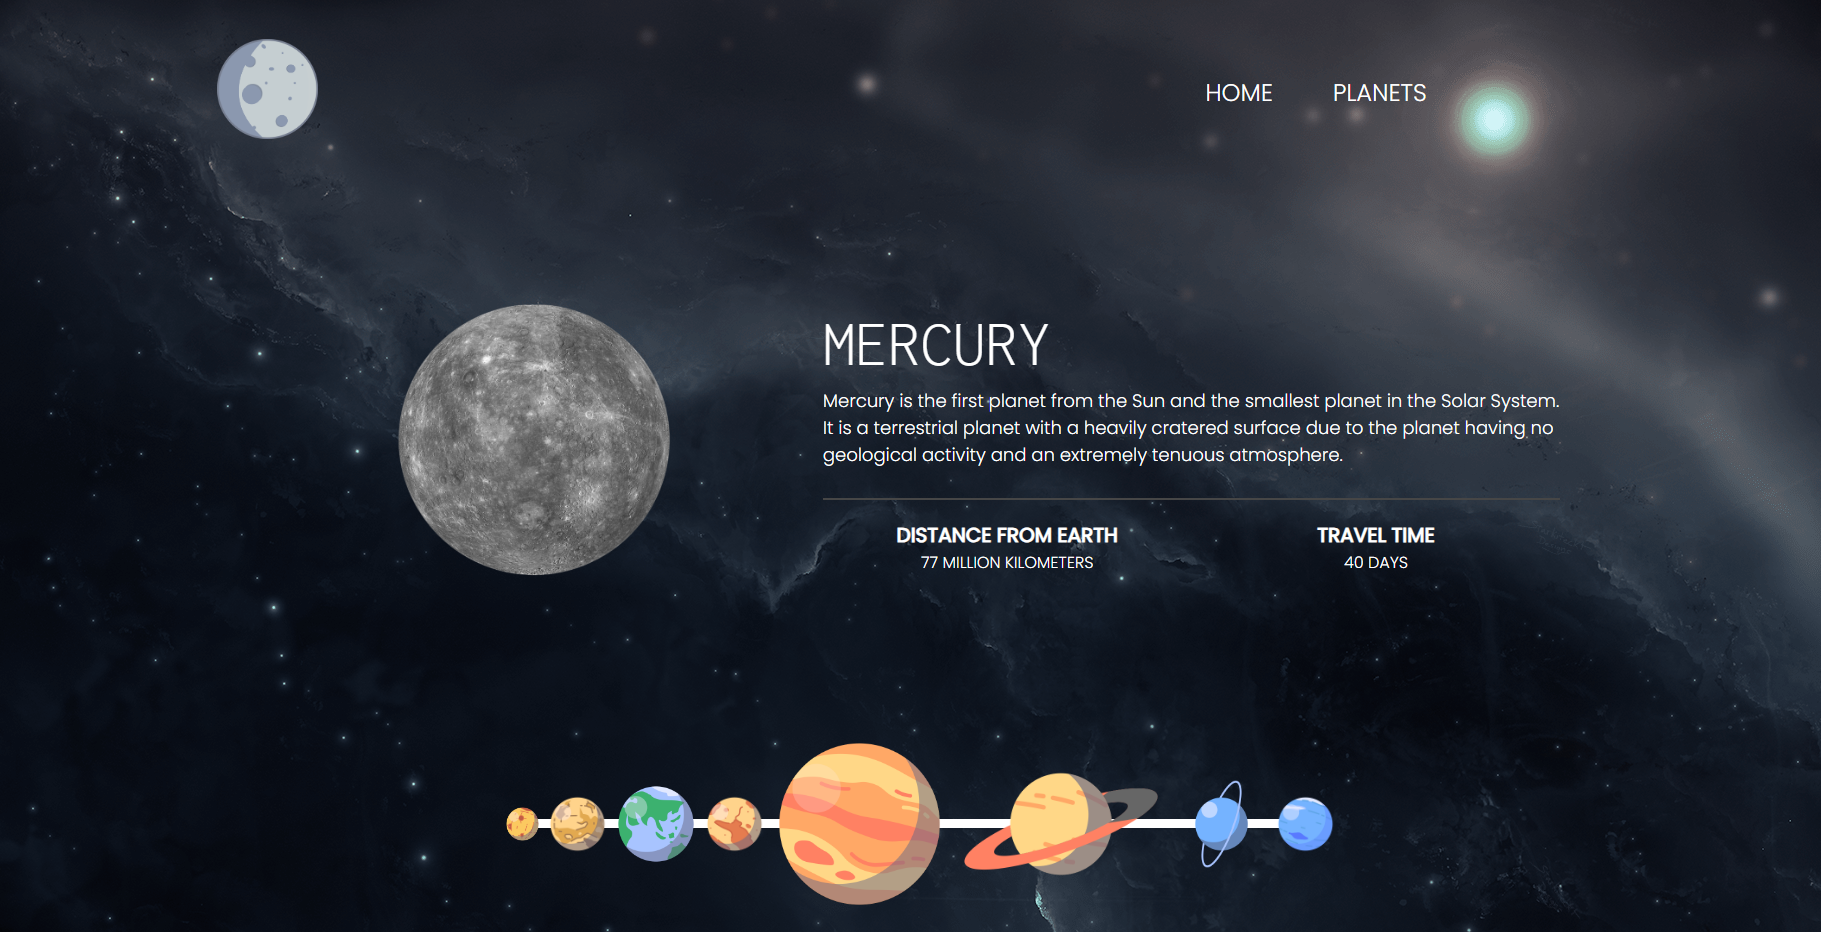 HOME PLANETS
MERCURY
Mercury is the first planet from the Sun and the smallest planet in the Solar System.
It is a terrestrial planet with a heavily cratered surface due to the planet having no
geological activity and an extremely tenuous atmosphere.
DISTANCE FROM EARTH TRAVEL TIME
77 MILLION KILOMETERS 40 DAYS